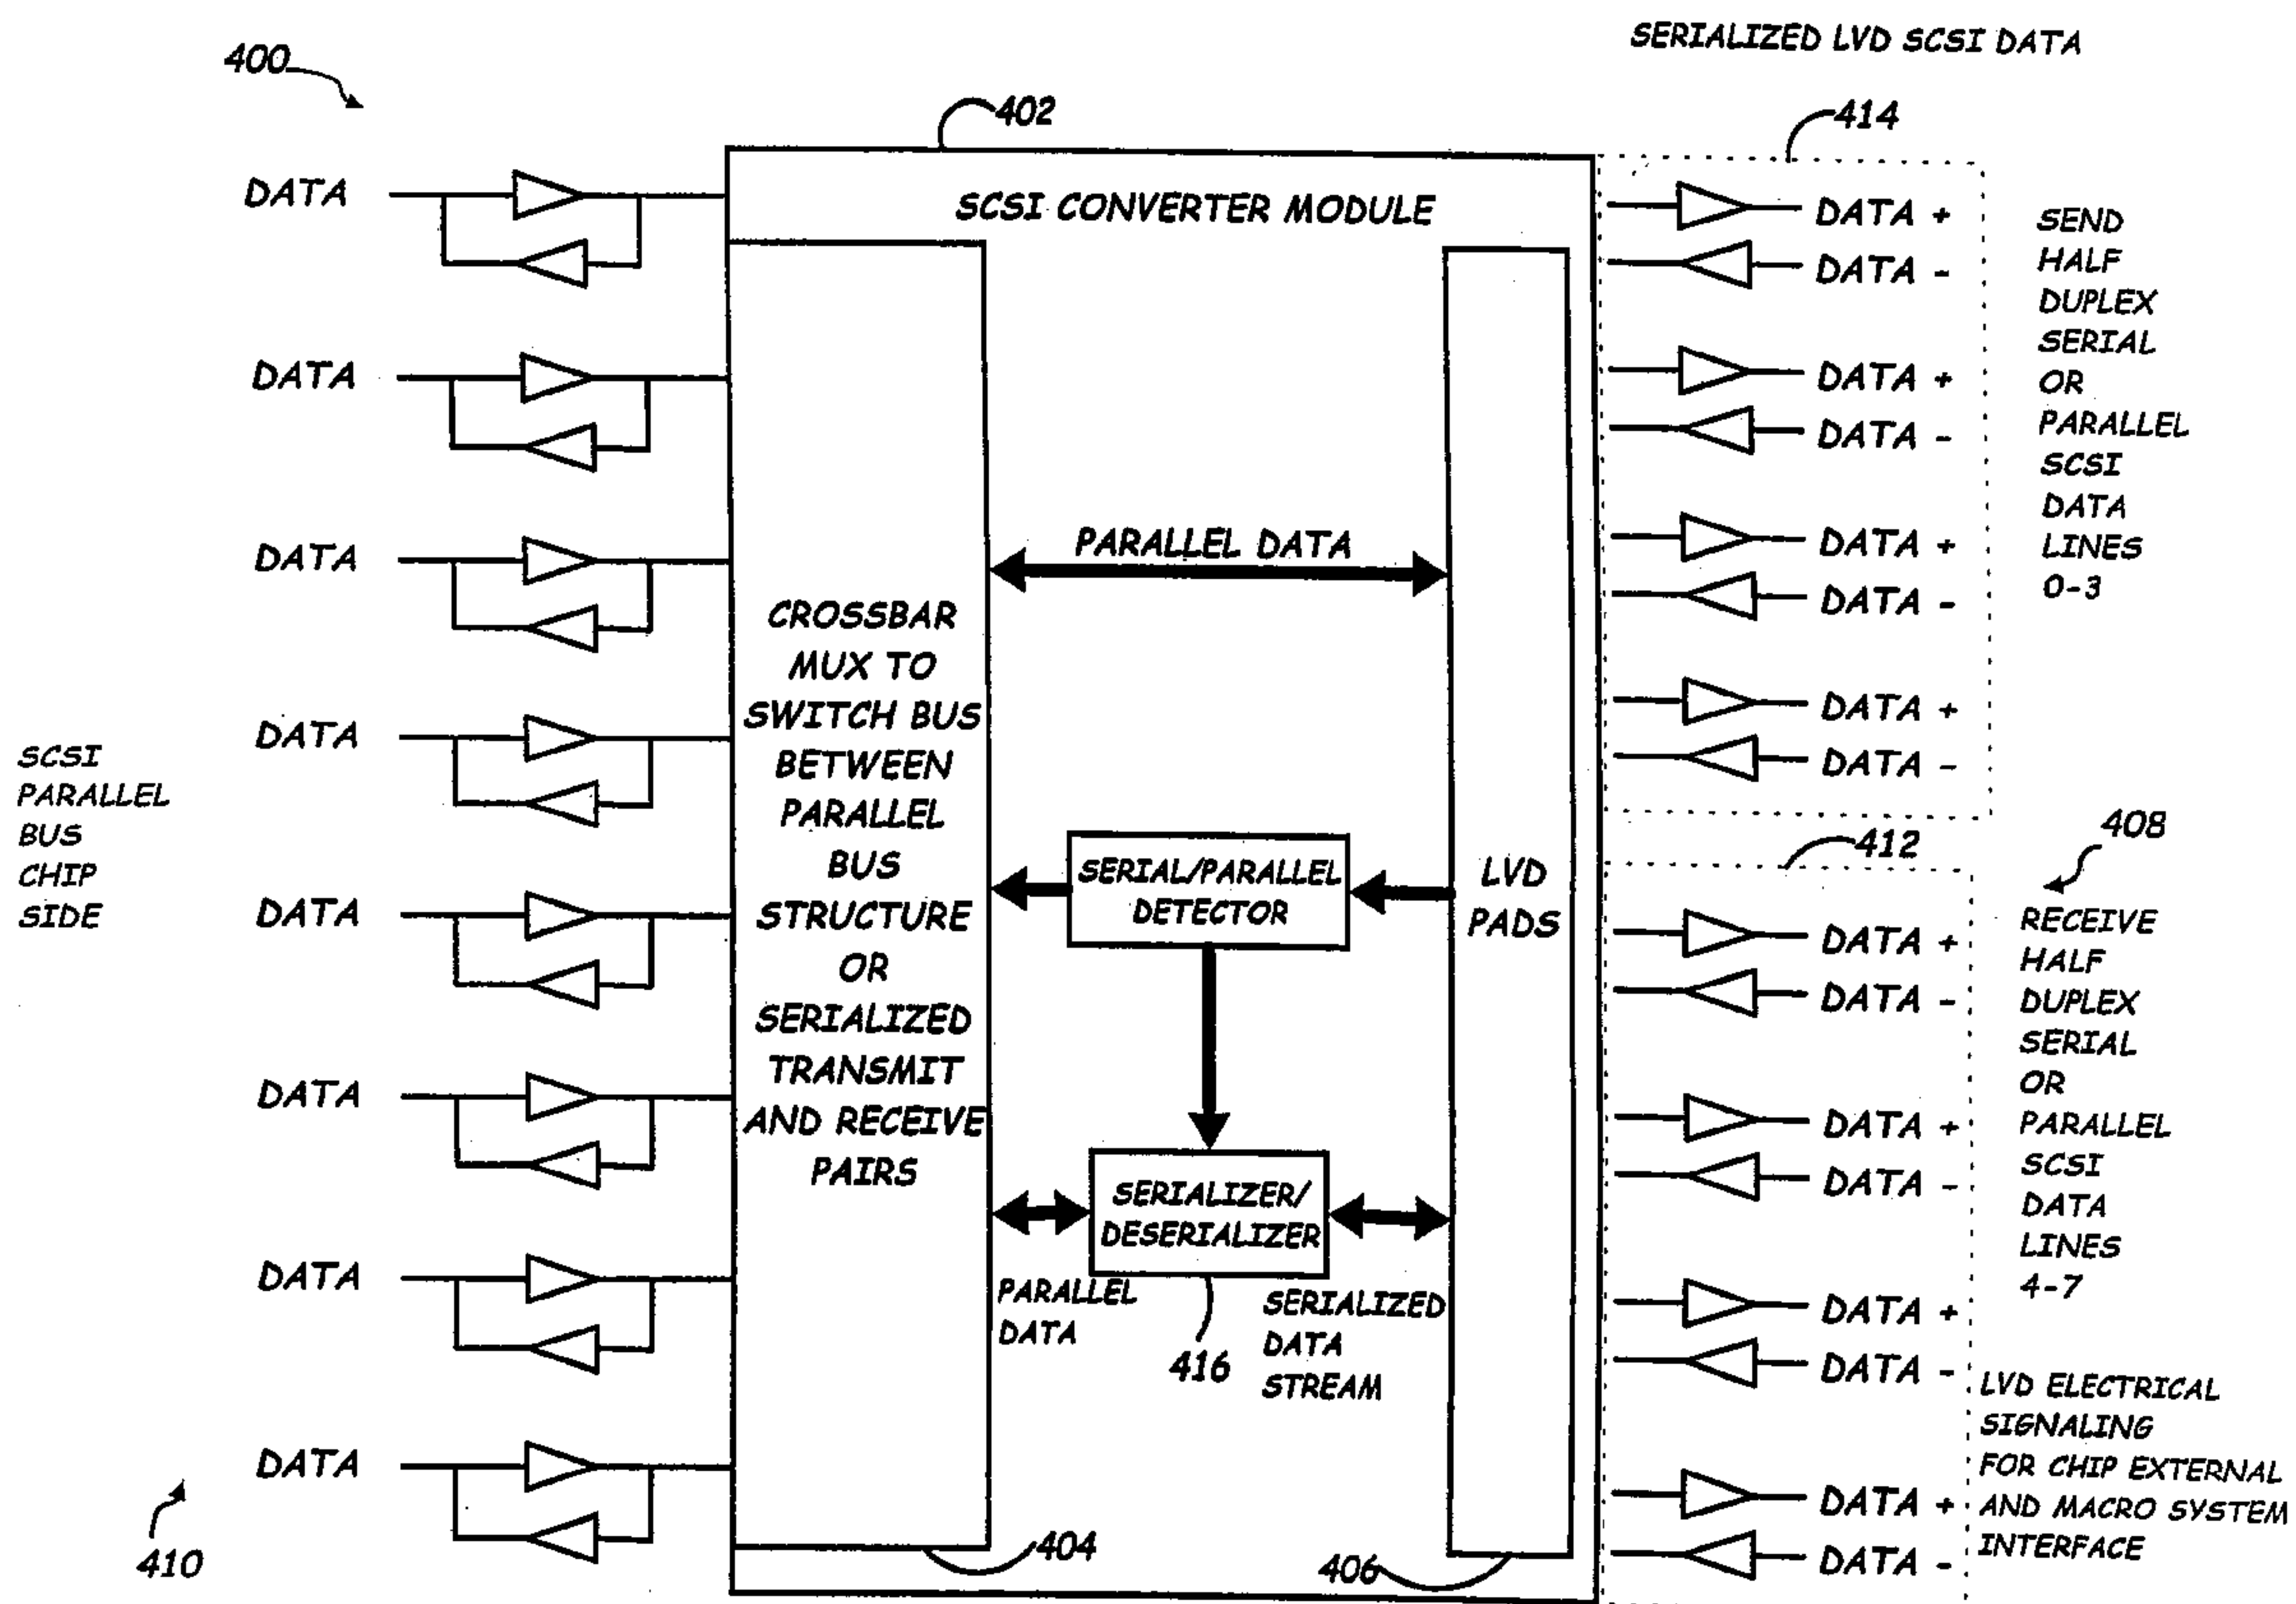 SERIALIZED LVD SCSI DATA
400
402
414
SCSI CONVERTER MODULE
DATA
DATA
DATA
DATA
DATA
DATA
DATA
DATA
SCSI
PARALLEL
BUS
CHIP
SIDE
410
CROSSBAR
MUX TO
SWITCH BUS
BETWEEN
PARALLEL
BUS
STRUCTURE
OR
SERIALIZED
TRANSMIT
AND RECEIVE
PAIRS
404
PARALLEL DATA
SERIAL/PARALLEL
DETECTOR
SERIALIZER/
DESERIALIZER
PARALLEL
DATA
416
SERIALIZED
DATA
STREAM
LVD
PADS
406
DATA +
DATA -
DATA +
DATA -
DATA +
DATA -
DATA +
DATA -
SEND
HALF
DUPLEX
SERIAL
OR
PARALLEL
SCSI
DATA
LINES
0-3
412
408
DATA +
DATA -
DATA +
DATA -
DATA +
DATA -
DATA +
DATA -
RECEIVE
HALF
DUPLEX
SERIAL
OR
PARALLEL
SCSI
DATA
LINES
4-7
LVD ELECTRICAL
SIGNALING
FOR CHIP EXTERNAL
AND MACRO SYSTEM
INTERFACE